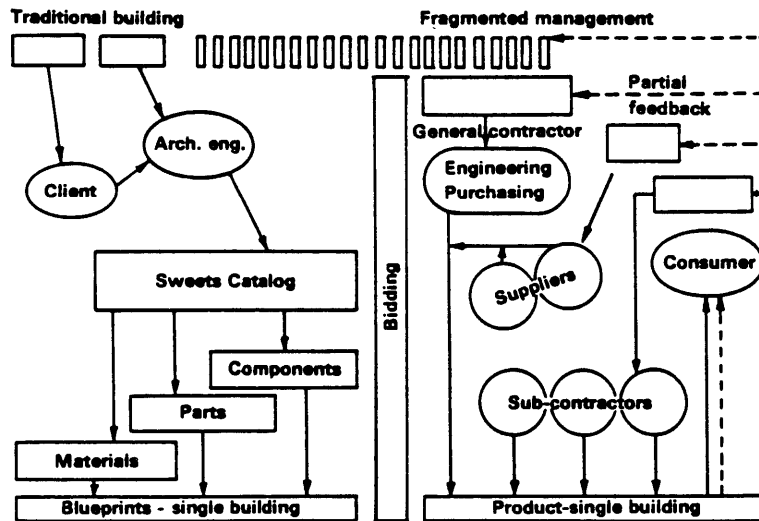 Traditional building
Fragmented management
Partial
feedback
General contractor
Arch. eng.
Client
Engineering
Purchasing
Sweets Catalog
Suppliers
Consumer
Bidding
Components
Parts
Sub-contractors
Materials
Blueprints - single building
Product-single building